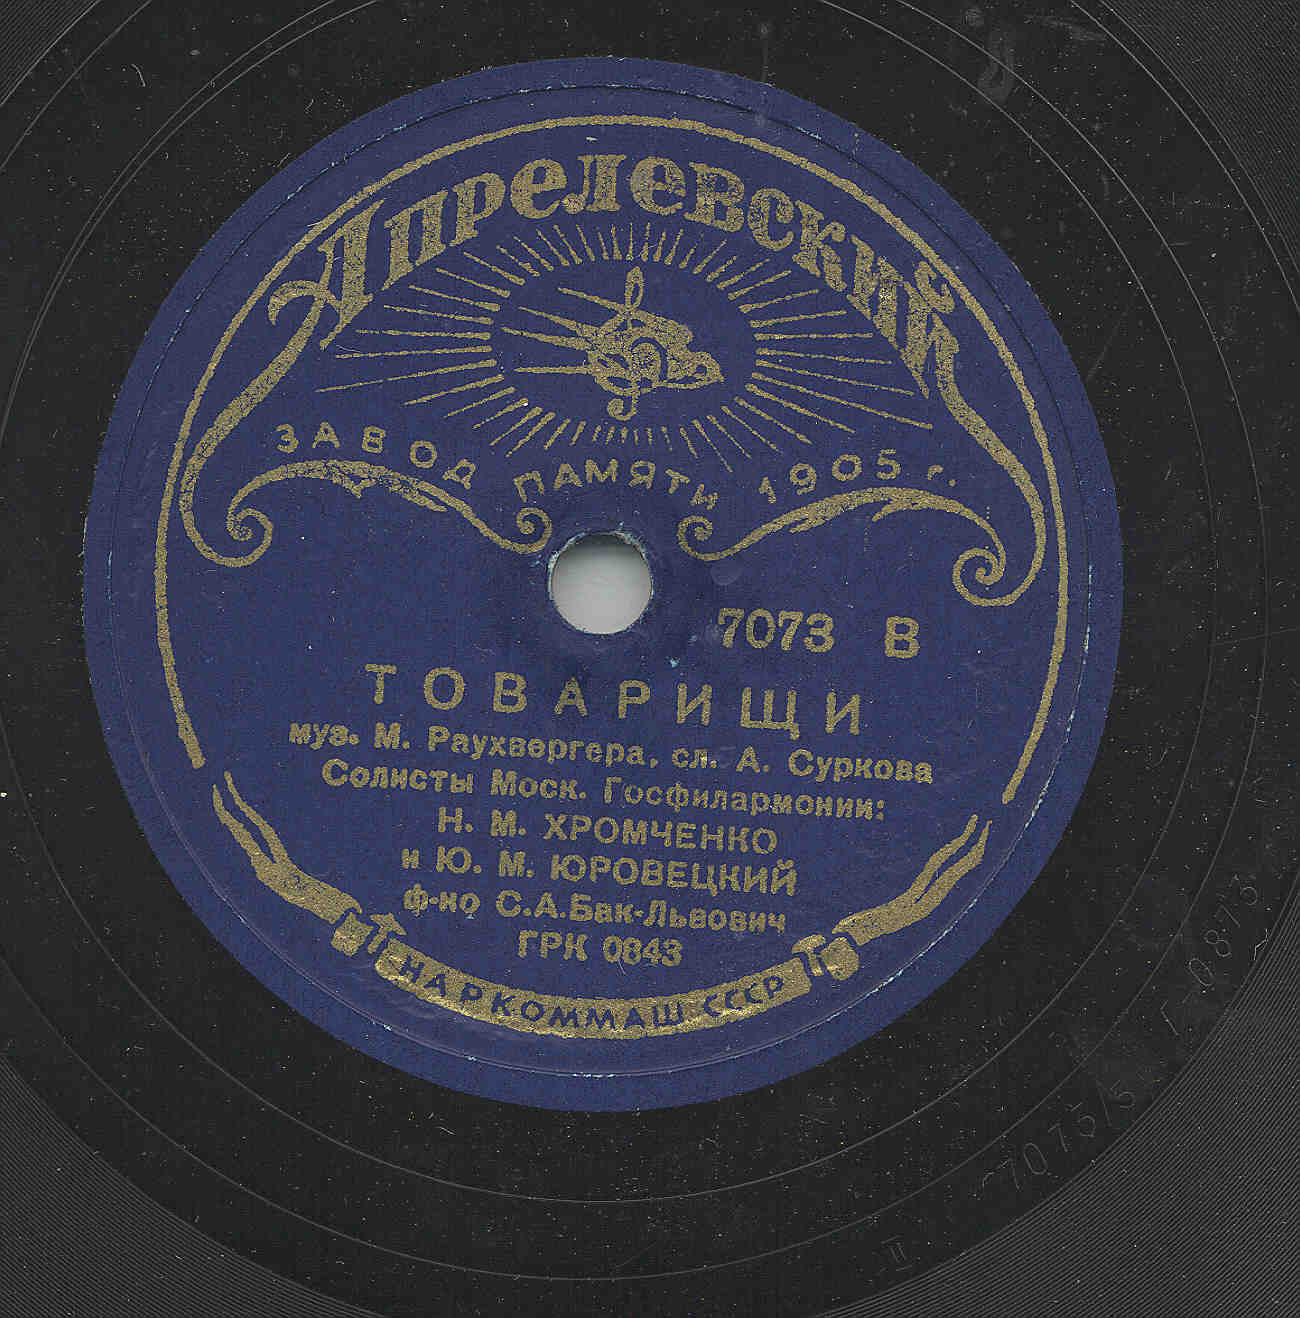 Апрелевский
ЗАВОД ПАМЯТИ 1905 г.
7073 В
ТОВАРИЩИ
муз. М. Раухвергера, сл. А. Суркова
Солисты Моск. Госфилармонии:
Н. М. ХРОМЧЕНКО
и Ю. М. ЮРОВЕЦКИЙ
ф-но С.А.Бак-Львович
ГРК 0843
НАРКОММАШ СССР
II